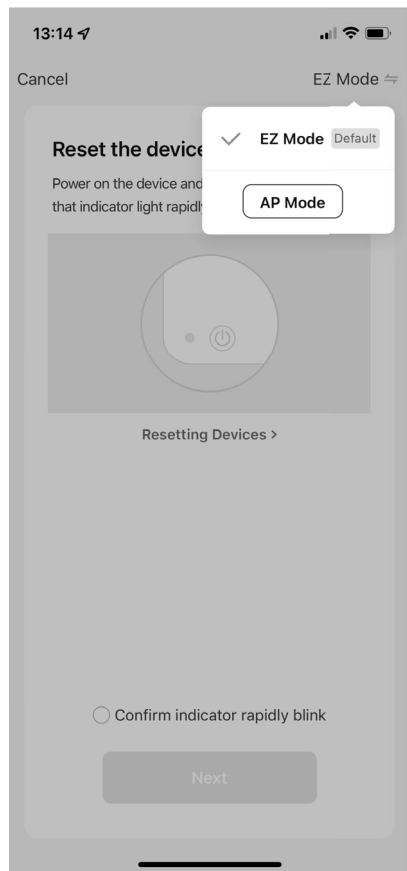 13:14
Cancel
EZ Mode
EZ Mode Default
AP Mode
Reset the device
Power on the device and
that indicator light rapidl
Resetting Devices >
Confirm indicator rapidly blink
Next